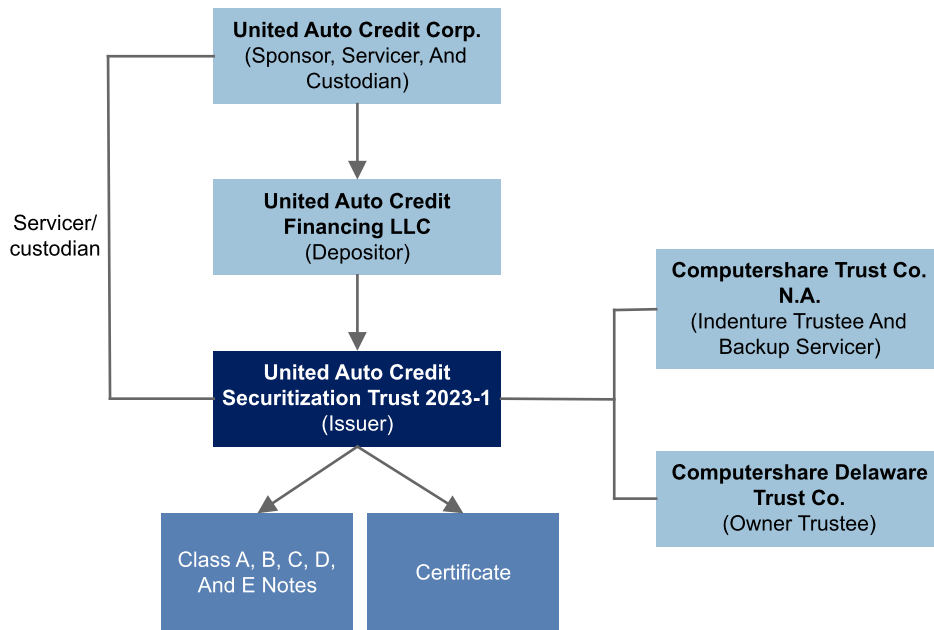 United Auto Credit Corp.
(Sponsor, Servicer, And
Custodian)
United Auto Credit
Financing LLC
(Depositor)
Servicer/
custodian
Computershare Trust Co.
N.A.
(Indenture Trustee And
Backup Servicer)
United Auto Credit
Securitization Trust 2023-1
(Issuer)
Computershare Delaware
Trust Co.
(Owner Trustee)
Class A, B, C, D,
And E Notes
Certificate